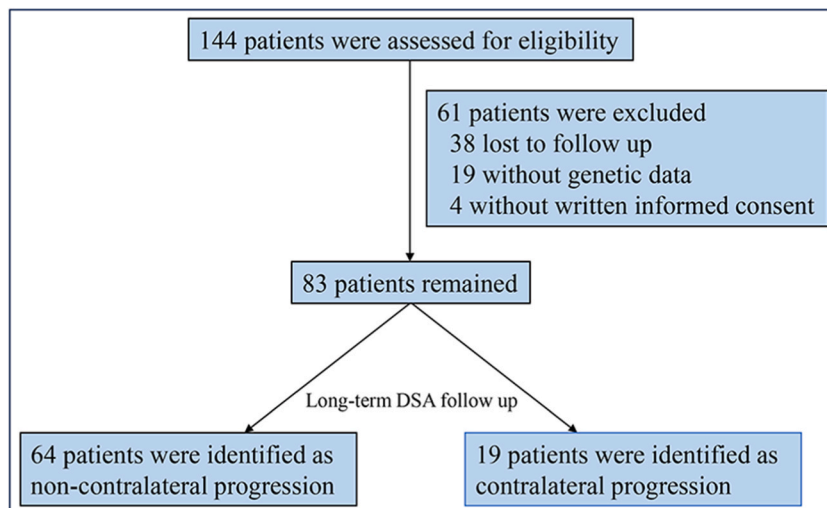 144 patients were assessed for eligibility
61 patients were excluded
38 lost to follow up
19 without genetic data
4 without written informed consent
83 patients remained
Long-term DSA follow up
64 patients were identified as
non-contralateral progression
19 patients were identified as
contralateral progression